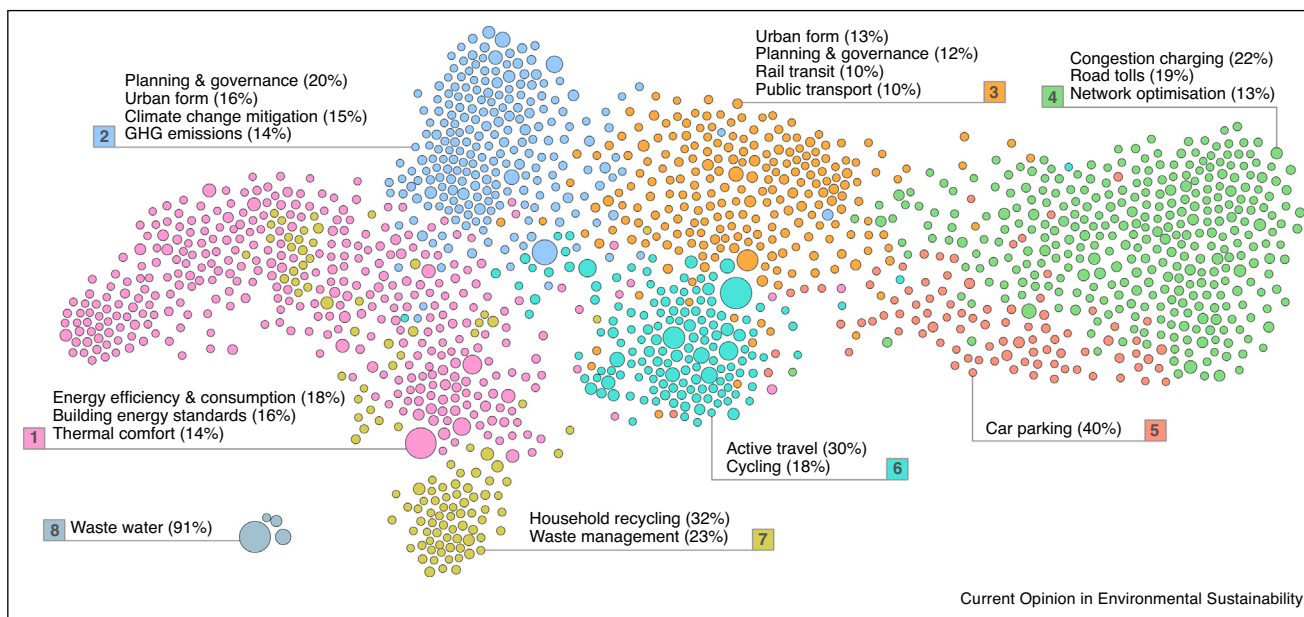 Planning & governance (20%)
Urban form (16%)
Climate change mitigation (15%)
GHG emissions (14%)
2
Urban form (13%)
Planning & governance (12%)
Rail transit (10%)
Public transport (10%)
3
Congestion charging (22%)
Road tolls (19%)
Network optimisation (13%)
4
Energy efficiency & consumption (18%)
Building energy standards (16%)
Thermal comfort (14%)
1
Active travel (30%)
Cycling (18%)
6
Car parking (40%)
5
8
Waste water (91%)
Household recycling (32%)
Waste management (23%)
7
Current Opinion in Environmental Sustainability